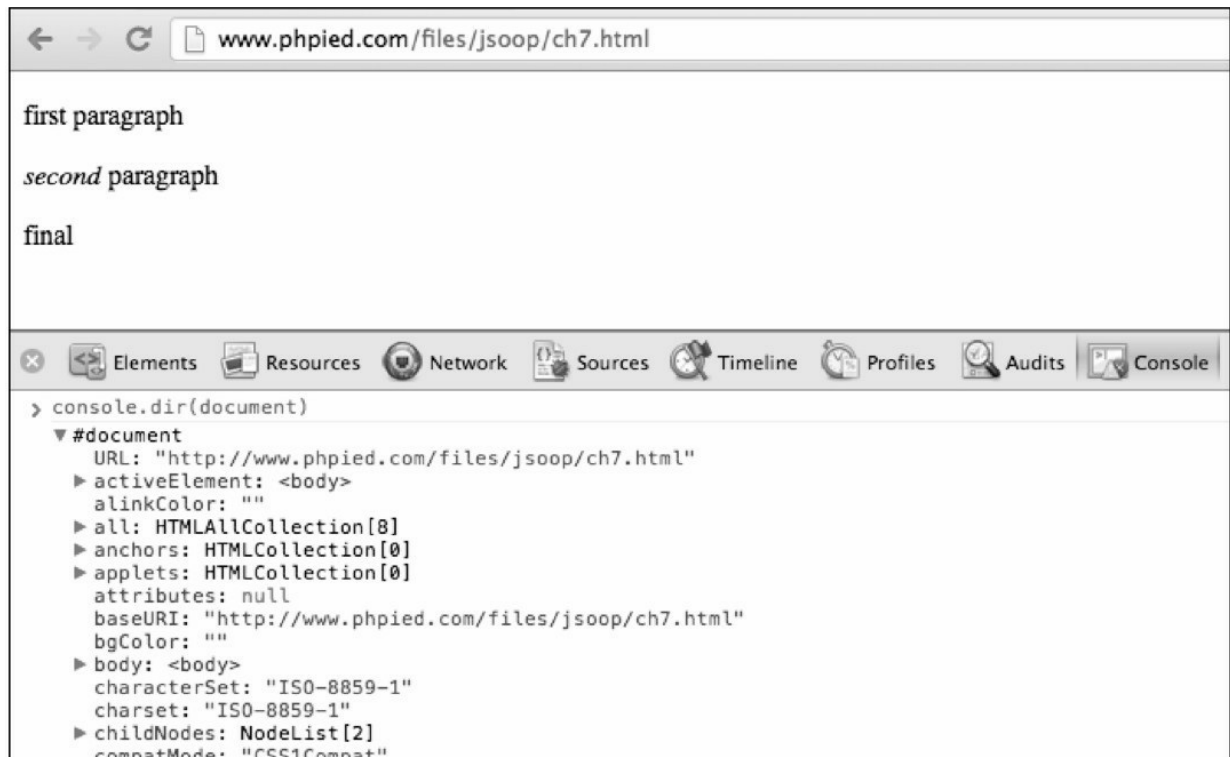 www.phpied.com/files/jsoop/ch7.html
first paragraph
second paragraph
final
Elements Resources Network Sources Timeline Profiles Audits Console
> console.dir(document)
▼ #document
URL: "http://www.phpied.com/files/jsoop/ch7.html"
▶ activeElement: <body>
alinkColor: ""
▶ all: HTMLAllCollection[8]
▶ anchors: HTMLCollection[0]
▶ applets: HTMLCollection[0]
attributes: null
baseURI: "http://www.phpied.com/files/jsoop/ch7.html"
bgColor: ""
▶ body: <body>
characterSet: "ISO-8859-1"
charset: "ISO-8859-1"
▶ childNodes: NodeList[2]
compatMode: "CSS1Compat"